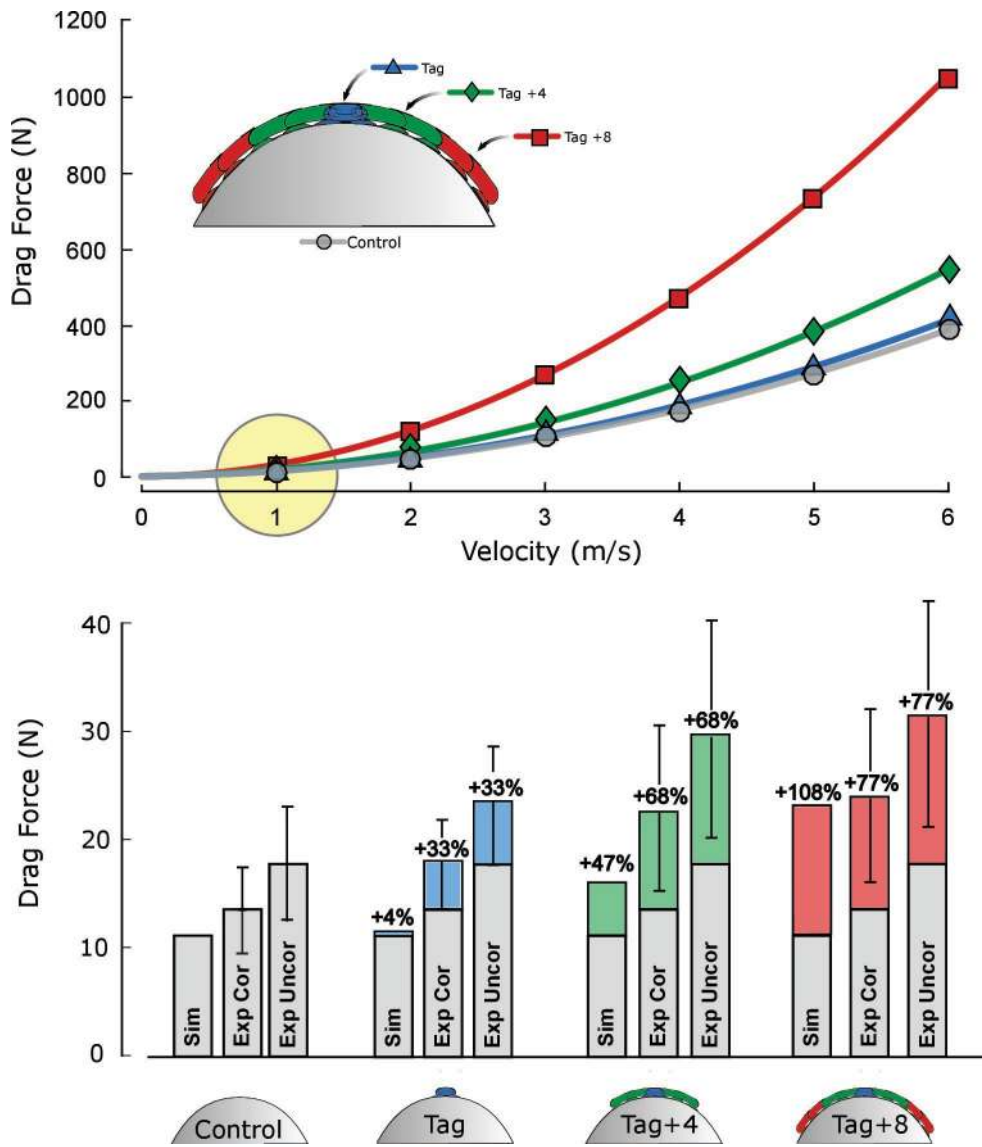 1200
1000
800
600
400
200
0
Drag Force (N)
Tag
Tag +4
Tag +8
Control
0 1 2 3 4 5 6
Velocity (m/s)
40
30
20
10
0
Drag Force (N)
+4%
+33%
+33%
+47%
+68%
+68%
+108%
+77%
+77%
Sim Exp Cor Exp Uncor
Sim Exp Cor Exp Uncor
Sim Exp Cor Exp Uncor
Sim Exp Cor Exp Uncor
Control Tag Tag+4 Tag+8